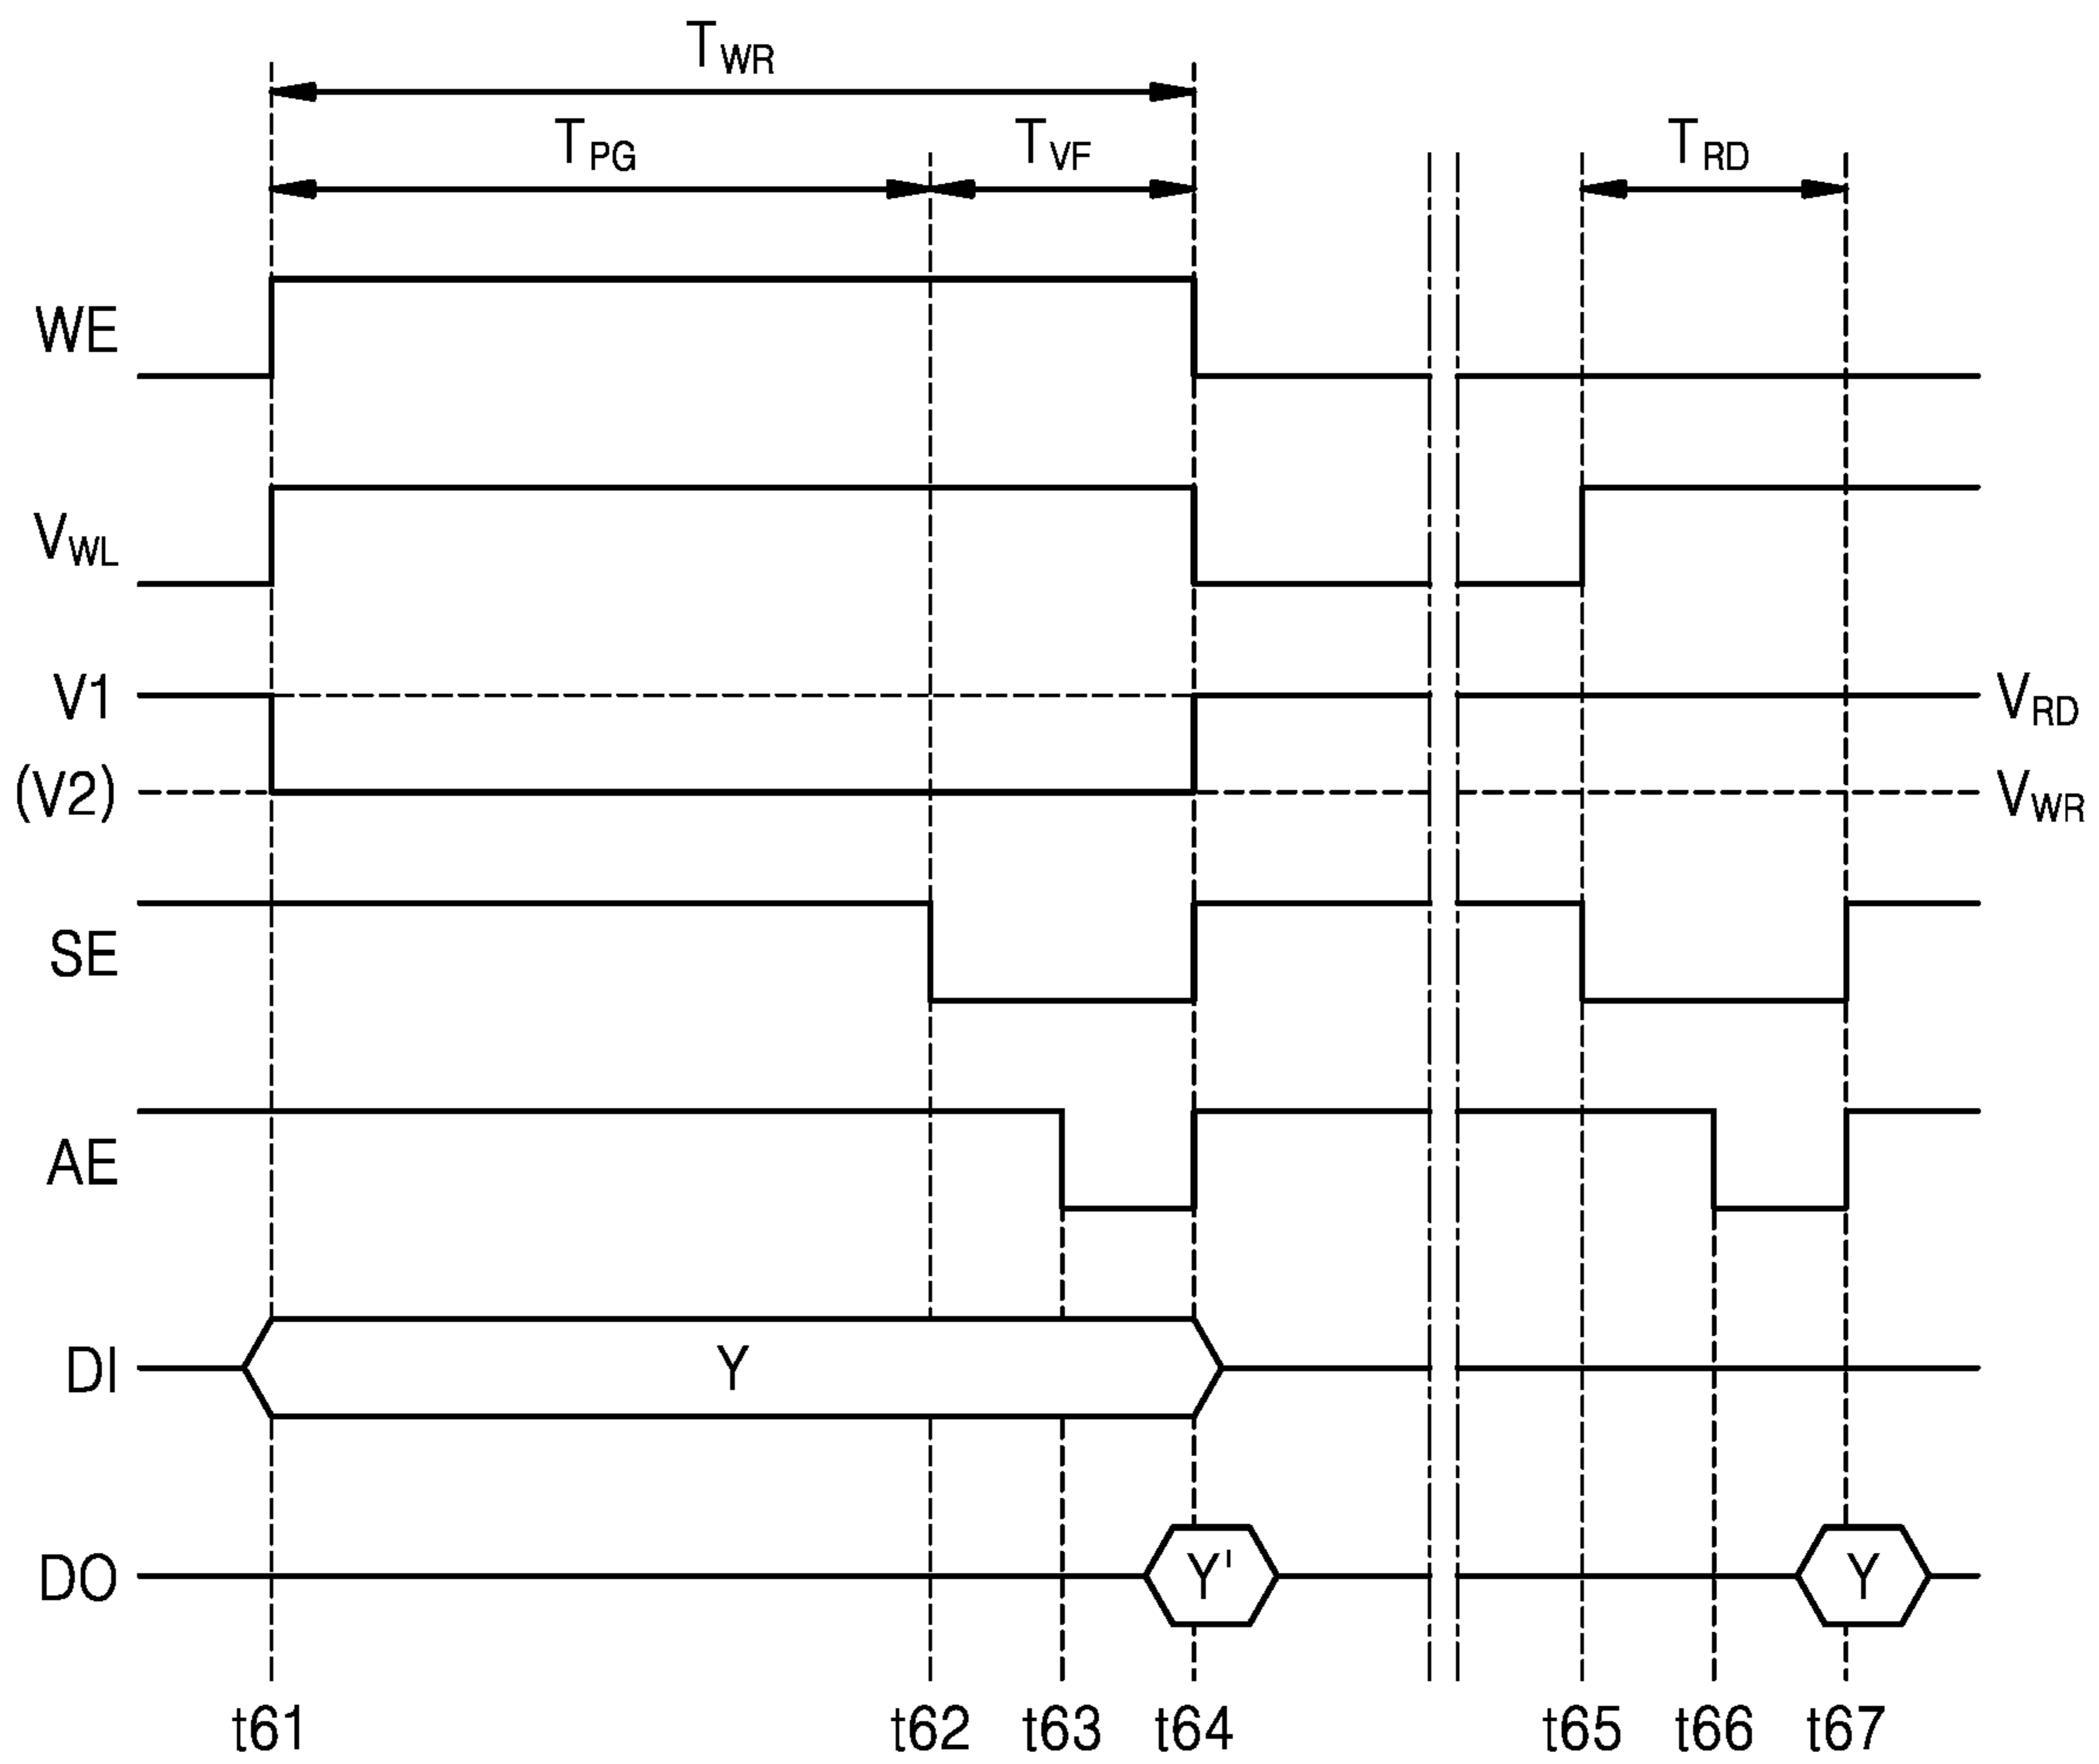 TWR
TPG TVF TRD
WE
VWL
V1 VRD
(V2) VWR
SE
AE
DI Y
DO Y' Y
t61 t62 t63 t64 t65 t66 t67